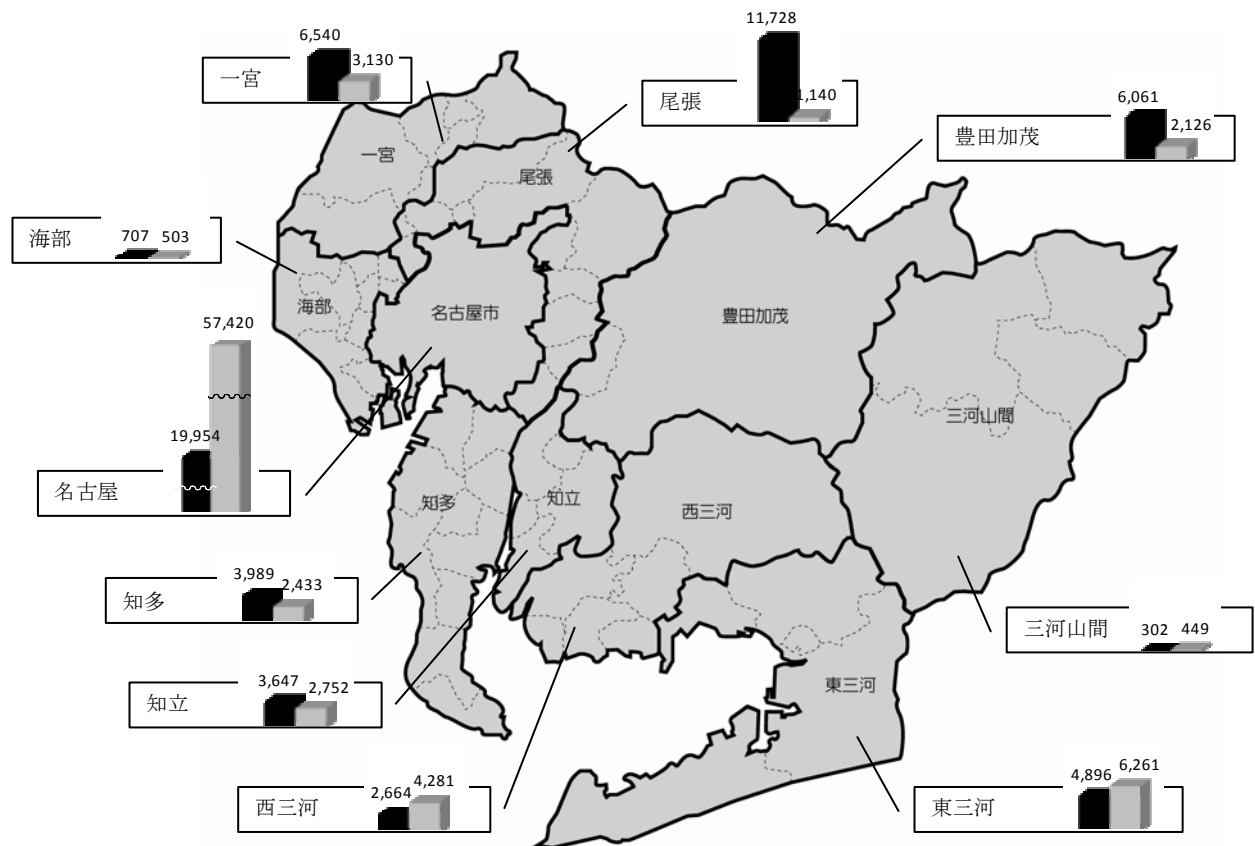 11,728
6,540
3,130
一宮
1,140
尾張
6,061
2,126
豊田加茂
一宮
尾張
707 503
海部
海部
名古屋市
豊田加茂
57,420
19,954
名古屋
三河山間
知多
知立
西三河
3,989
2,433
知多
302 449
三河山間
3,647
2,752
知立
東三河
2,664
4,281
西三河
4,896
6,261
東三河